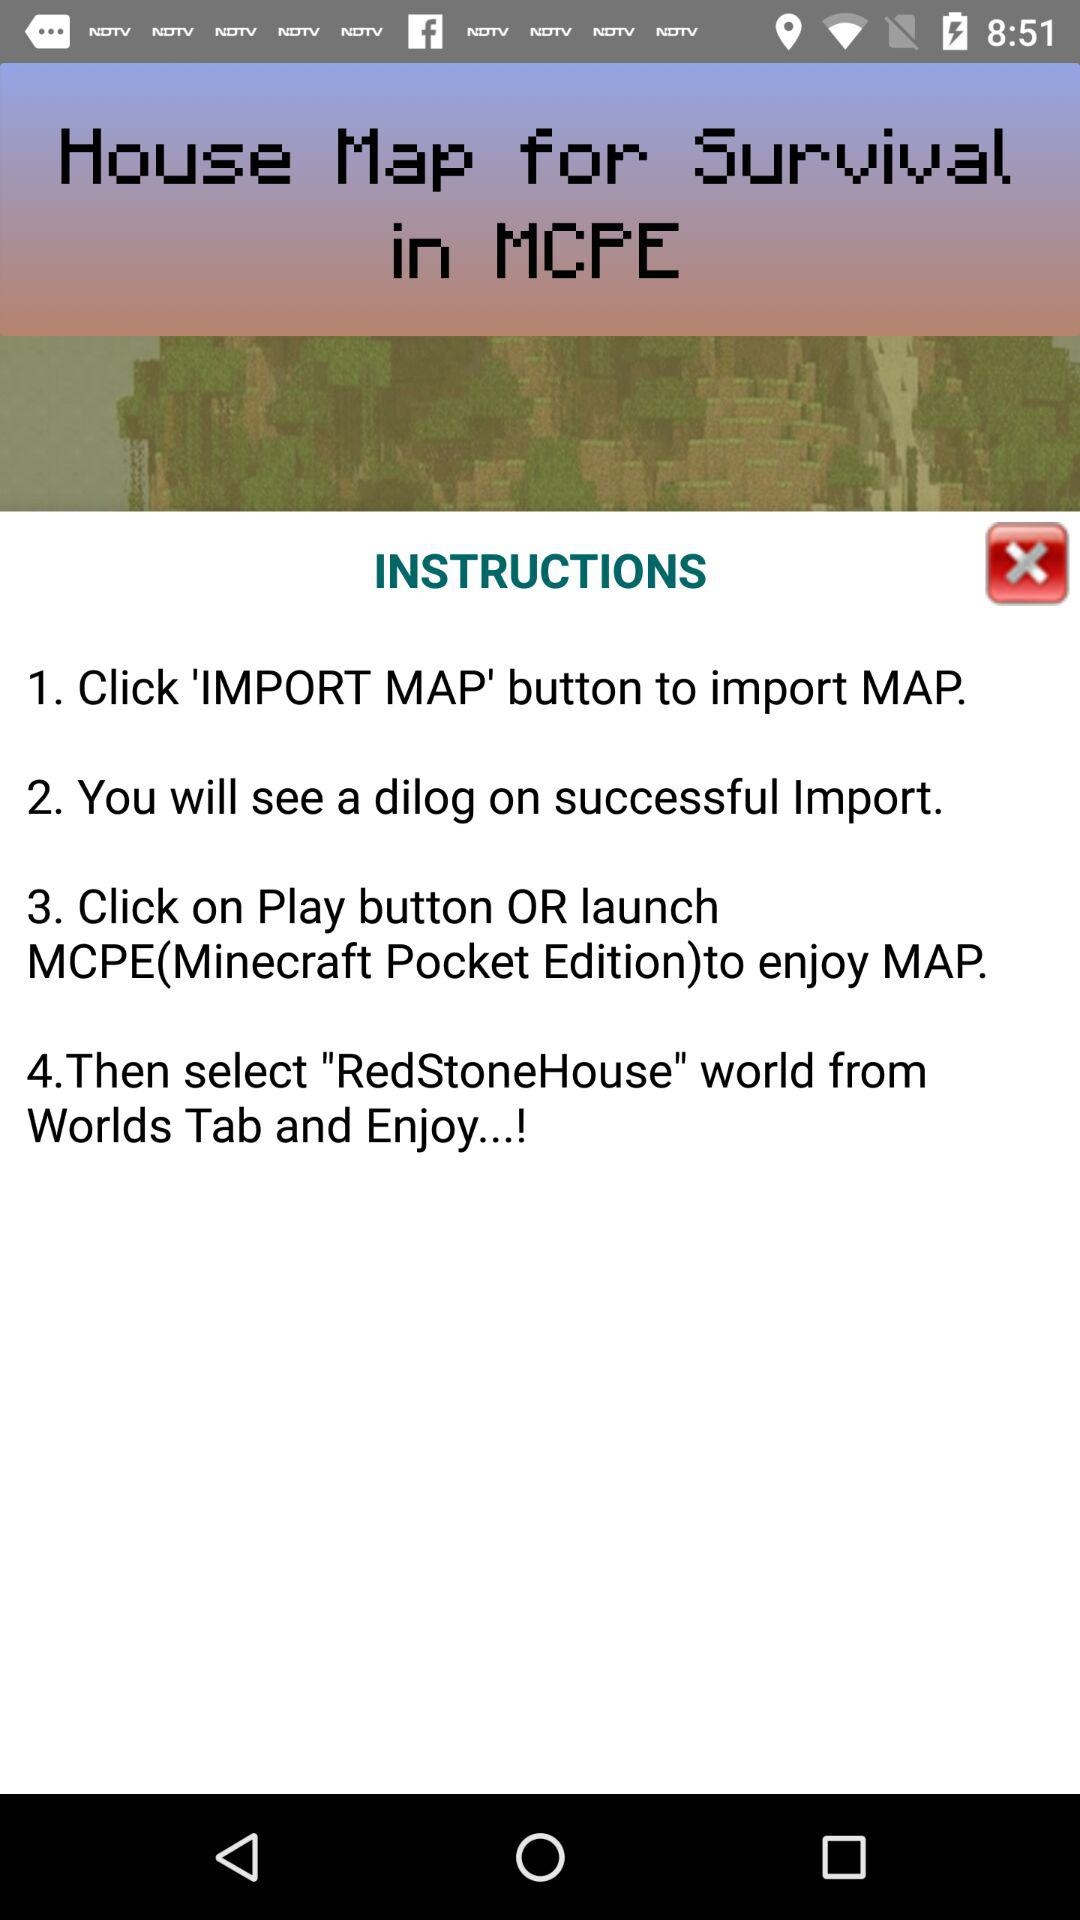 NDTV NDTV NDTV NDTV NDTV NDTV NDTV NDTV NDTV 8:51
House Map for Survival
in MCPE
INSTRUCTIONS
1. Click 'IMPORT MAP' button to import MAP.
2. You will see a dilog on successful Import.
3. Click on Play button OR launch
MCPE(Minecraft Pocket Edition)to enjoy MAP.
4.Then select "RedStoneHouse" world from
Worlds Tab and Enjoy...!